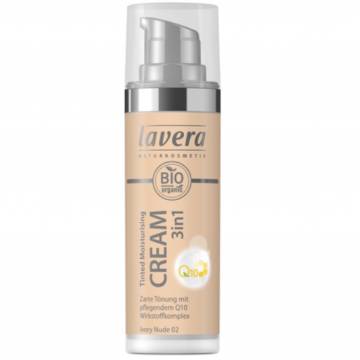 lavera
NATURKOSMETIK
BIO
organic
Tinted Moisturising
CREAM
3in1
Q10
Zarte Tönung mit
pflegendem Q10
Wirkstoffkomplex
Ivory Nude 02